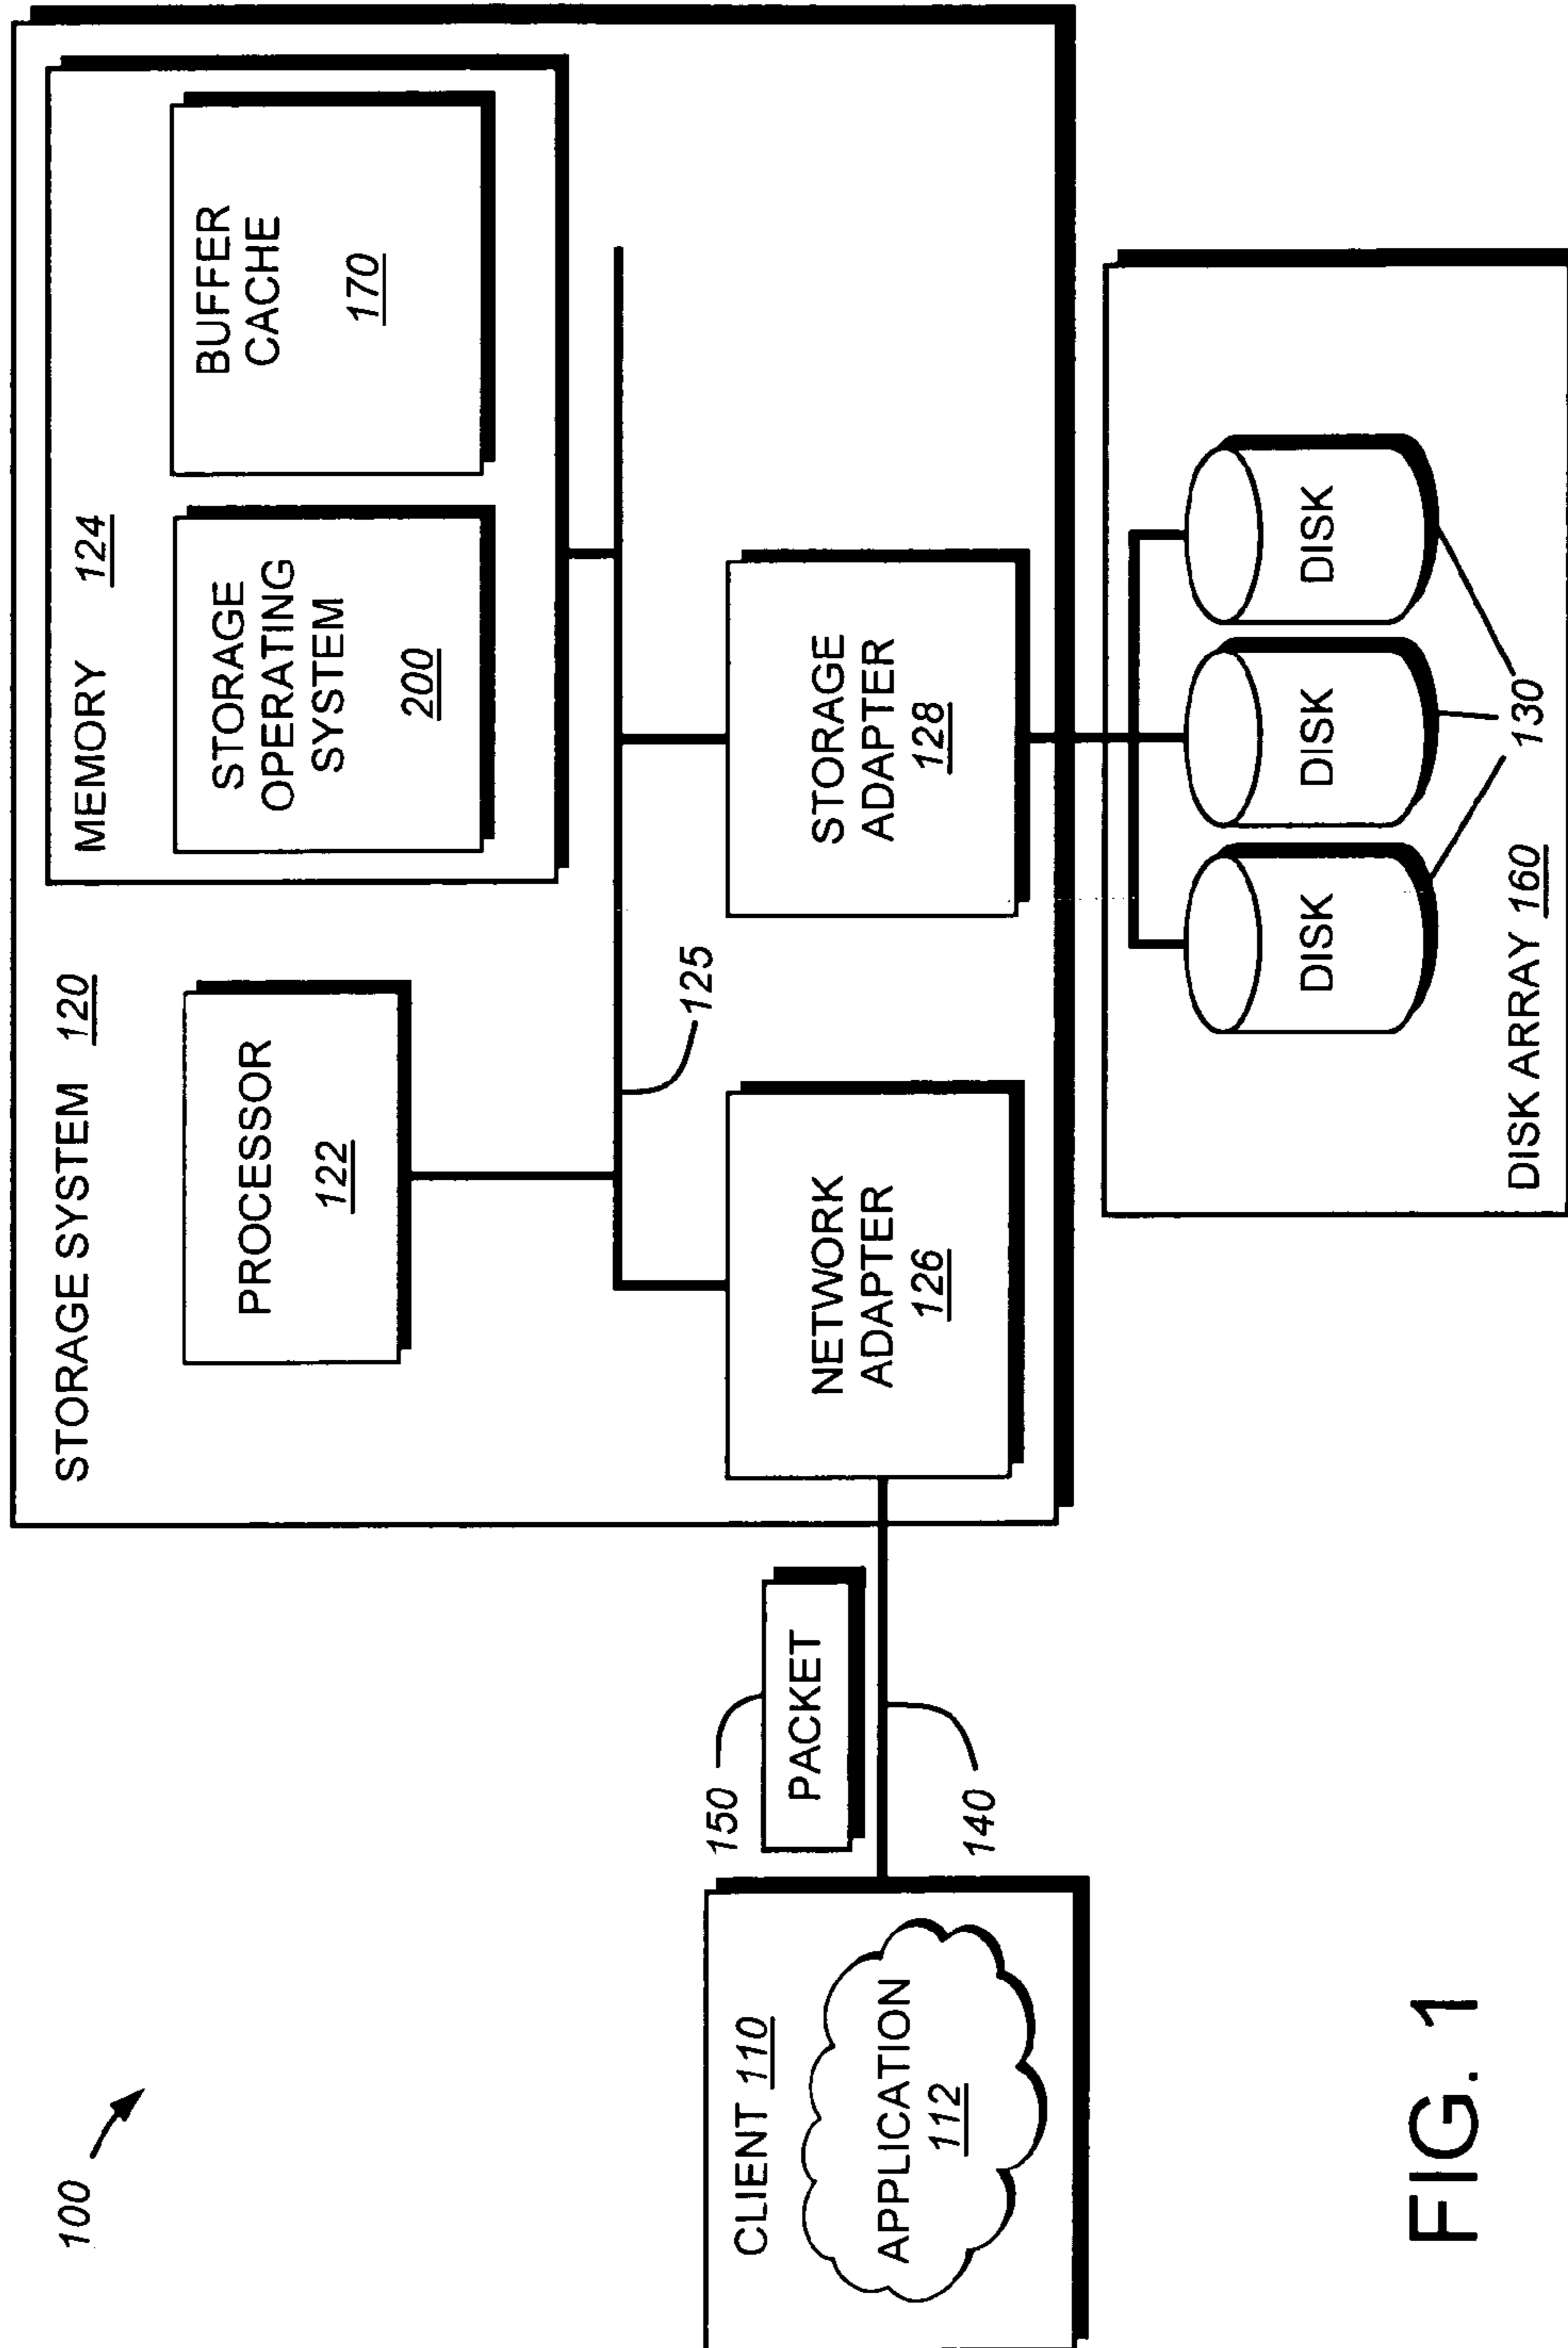 100
STORAGE SYSTEM 120
MEMORY 124
PROCESSOR
122
STORAGE
OPERATING
SYSTEM
200
BUFFER
CACHE
170
125
CLIENT 110
APPLICATION
112
150
PACKET
140
NETWORK
ADAPTER
126
STORAGE
ADAPTER
128
DISK
DISK
DISK
130
DISK ARRAY 160
FIG. 1